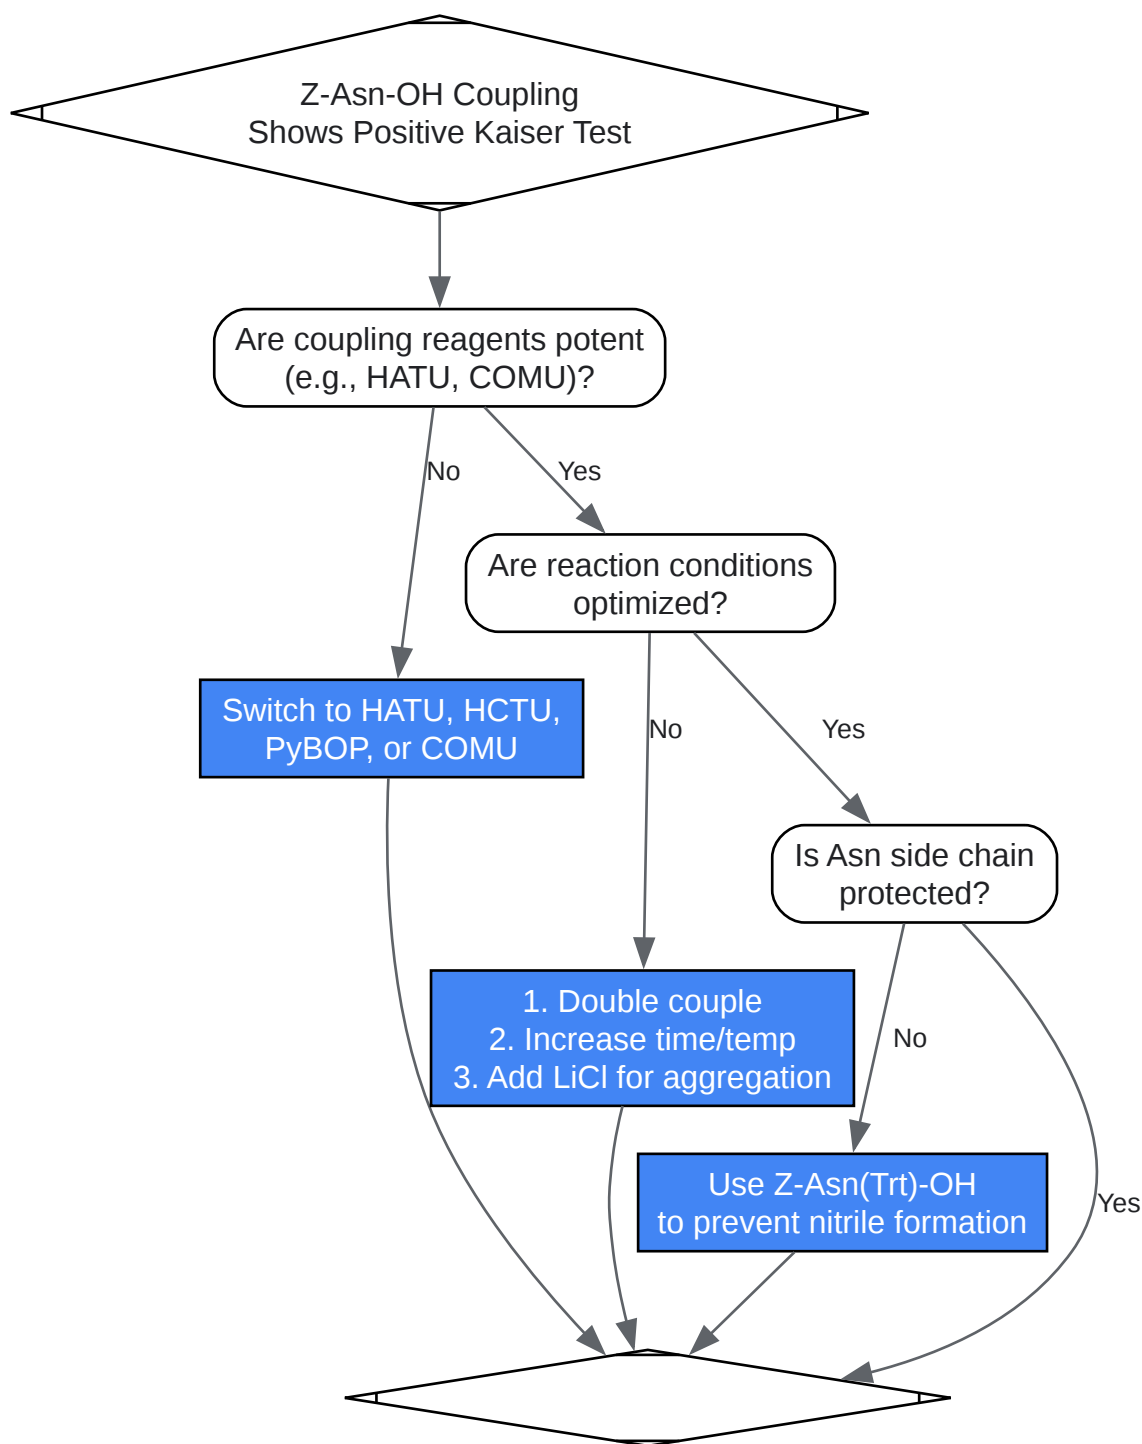 Z-Asn-OH Coupling
Shows Positive Kaiser Test
Are coupling reagents potent
(e.g., HATU, COMU)?
No
Yes
Are reaction conditions
optimized?
Switch to HATU, HCTU,
PyBOP, or COMU
No
Yes
Is Asn side chain
protected?
1. Double couple
2. Increase time/temp
3. Add LiCl for aggregation
No
Use Z-Asn(Trt)-OH
to prevent nitrile formation
Yes